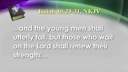 Isaiah 40:29-31, NKJV
...and the young men shall
utterly fall, but those who wait
on the Lord shall renew their
strength; ...